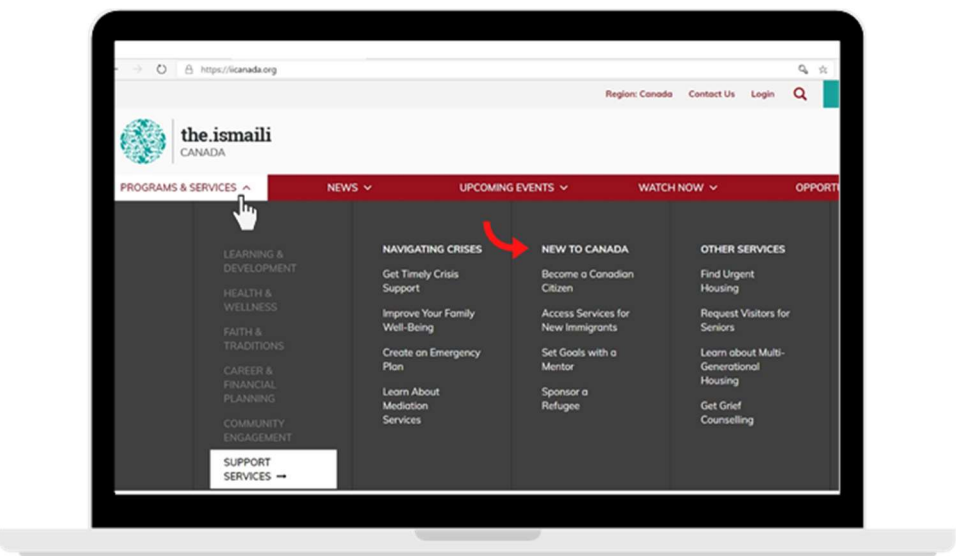 https://iicanada.org
Region: Canada Contact Us Login
the.ismaili
CANADA
PROGRAMS & SERVICES NEWS UPCOMING EVENTS WATCH NOW
LEARNING &
DEVELOPMENT
HEALTH &
WELLNESS
FAITH &
TRADITIONS
CAREER &
FINANCIAL
PLANNING
COMMUNITY
ENGAGEMENT
SUPPORT
SERVICES →
NAVIGATING CRISES
Get Timely Crisis
Support
Improve Your Family
Well-Being
Create an Emergency
Plan
Learn About
Mediation
Services
NEW TO CANADA
Become a Canadian
Citizen
Access Services for
New Immigrants
Set Goals with a
Mentor
Sponsor a
Refugee
OTHER SERVICES
Find Urgent
Housing
Request Visitors for
Seniors
Learn about Multi-
Generational
Housing
Get Grief
Counselling